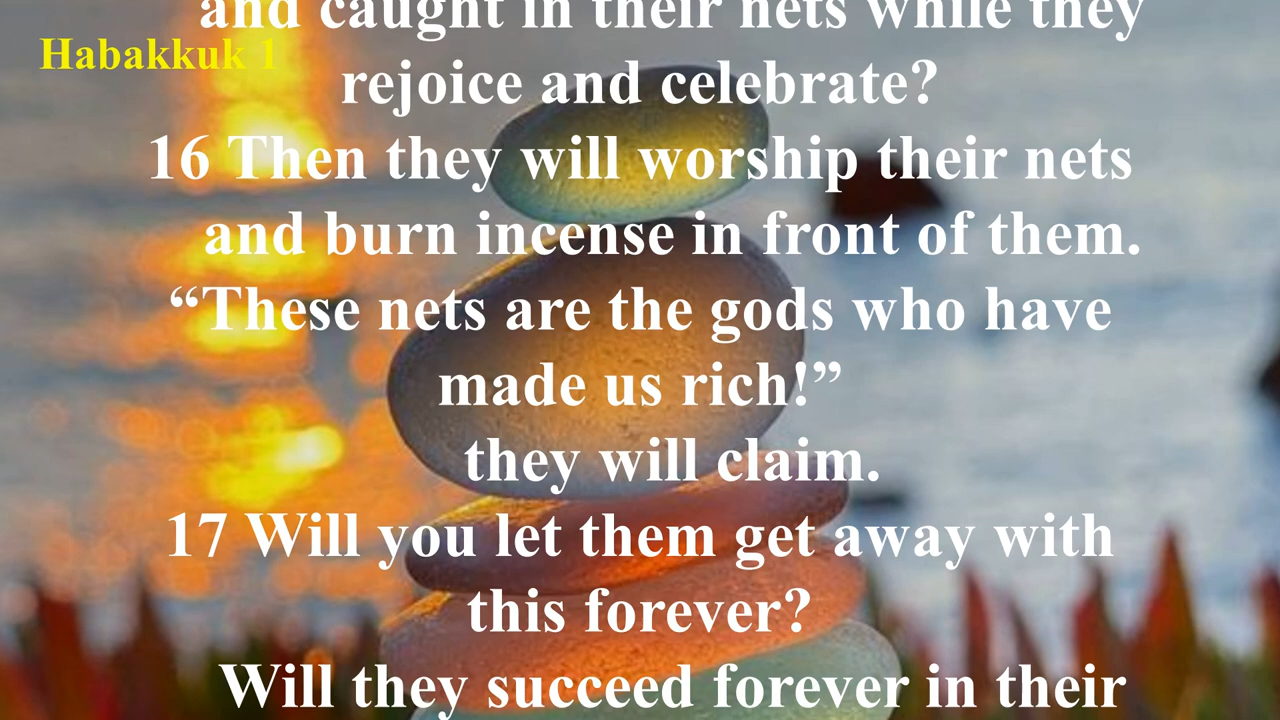 and caught in their nets while they
Habakkuk 1
rejoice and celebrate?
16 Then they will worship their nets
and burn incense in front of them.
“These nets are the gods who have
made us rich!”
they will claim.
17 Will you let them get away with
this forever?
Will they succeed forever in their